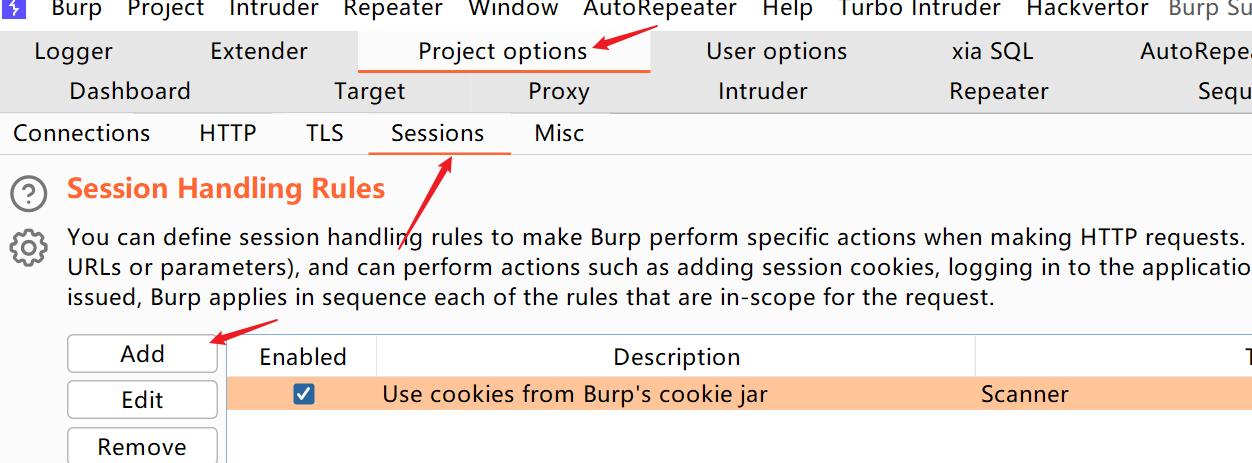 Burp Project Intruder Repeater Window AutoRepeater Help Turbo Intruder Hackvertor Burp Su
Logger Extender Project options User options xia SQL AutoRepea
Dashboard Target Proxy Intruder Repeater Sequ
Connections HTTP TLS Sessions Misc
Session Handling Rules
You can define session handling rules to make Burp perform specific actions when making HTTP requests.
URLs or parameters), and can perform actions such as adding session cookies, logging in to the applicatio
issued, Burp applies in sequence each of the rules that are in-scope for the request.
Add Enabled Description T
Edit Use cookies from Burp's cookie jar Scanner
Remove